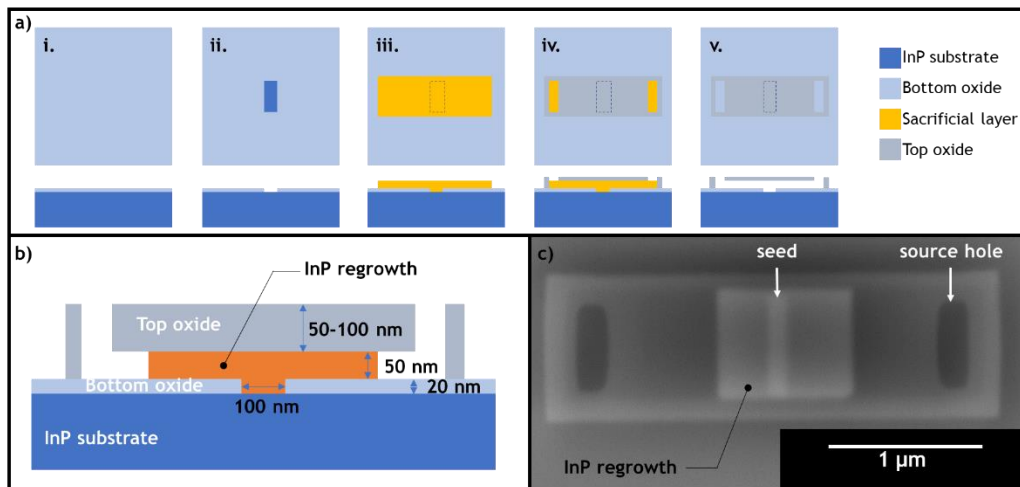 a)
i.
ii.
iii.
iv.
v.
InP substrate
Bottom oxide
Sacrificial layer
Top oxide
b)
InP regrowth
Top oxide
50-100 nm
50 nm
Bottom oxide
20 nm
100 nm
InP substrate
c)
seed
source hole
InP regrowth
1 μm